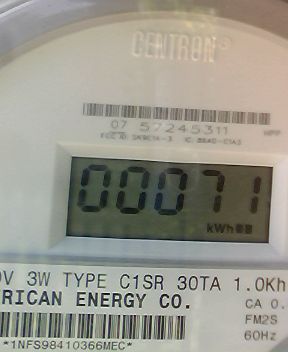 CENTRON®
07 57245311
00071
kWh
0V 3W TYPE C1SR 30TA 1.0Kh
RICAN ENERGY CO.
CA 0.
FM2S
60Hz
*1NFS98410366MEC*